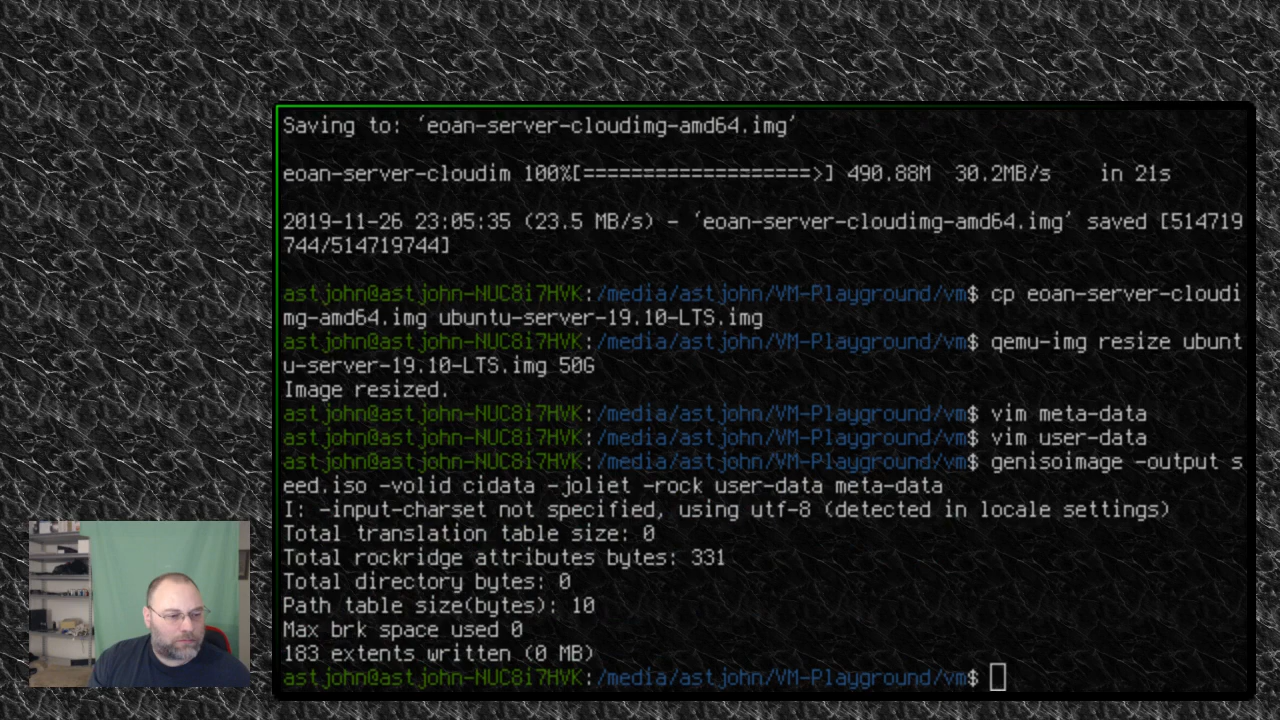 Saving to: ‘eoan-server-cloudimg-amd64.img’
eoan-server-cloudim 100%[===================>] 490.88M 30.2MB/s in 21s
2019-11-26 23:05:35 (23.5 MB/s) - ‘eoan-server-cloudimg-amd64.img’ saved [514719
744/514719744]
astjohn@astjohn-NUC8i7HVK:/media/astjohn/VM-Playground/vm$ cp eoan-server-cloudi
mg-amd64.img ubuntu-server-19.10-LTS.img
astjohn@astjohn-NUC8i7HVK:/media/astjohn/VM-Playground/vm$ qemu-img resize ubunt
u-server-19.10-LTS.img 50G
Image resized.
astjohn@astjohn-NUC8i7HVK:/media/astjohn/VM-Playground/vm$ vim meta-data
astjohn@astjohn-NUC8i7HVK:/media/astjohn/VM-Playground/vm$ vim user-data
astjohn@astjohn-NUC8i7HVK:/media/astjohn/VM-Playground/vm$ genisoimage -output s
eed.iso -volid cidata -joliet -rock user-data meta-data
I: -input-charset not specified, using utf-8 (detected in locale settings)
Total translation table size: 0
Total rockridge attributes bytes: 331
Total directory bytes: 0
Path table size(bytes): 10
Max brk space used 0
183 extents written (0 MB)
astjohn@astjohn-NUC8i7HVK:/media/astjohn/VM-Playground/vm$